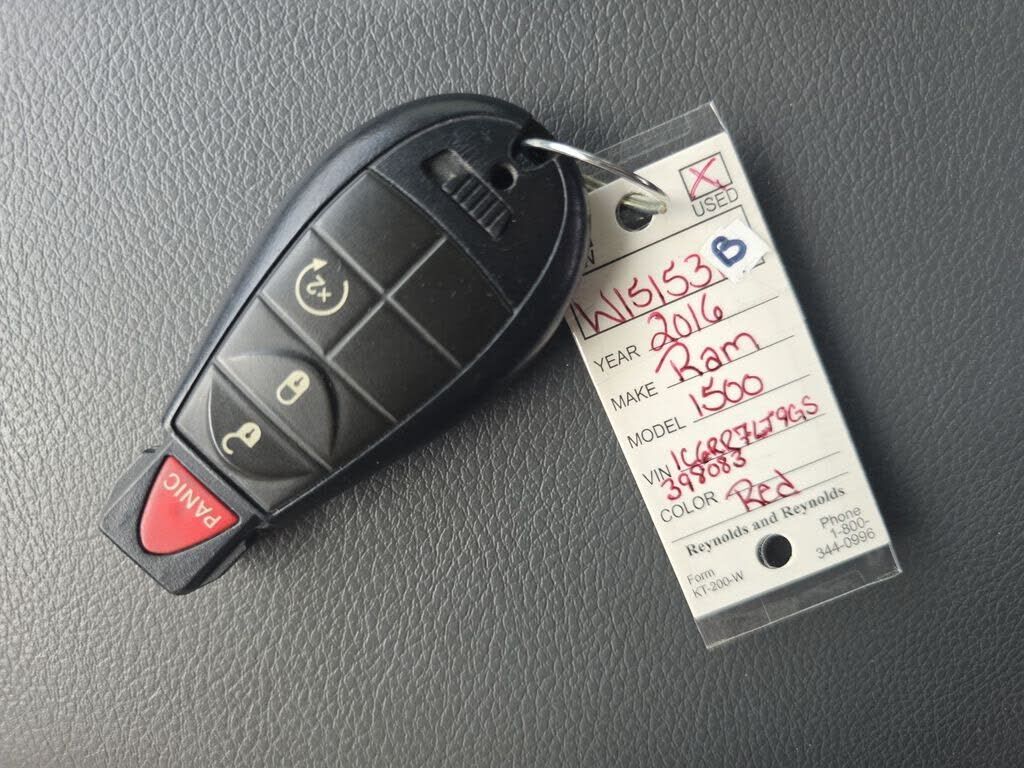 USED
B
W15153
YEAR 2016
MAKE Ram
MODEL 1500
VIN 1C6RR7LT9GS
398083
COLOR Red
Reynolds and Reynolds
Form
KT-200-W
Phone
1-800-
344-0996
x2
PANIC